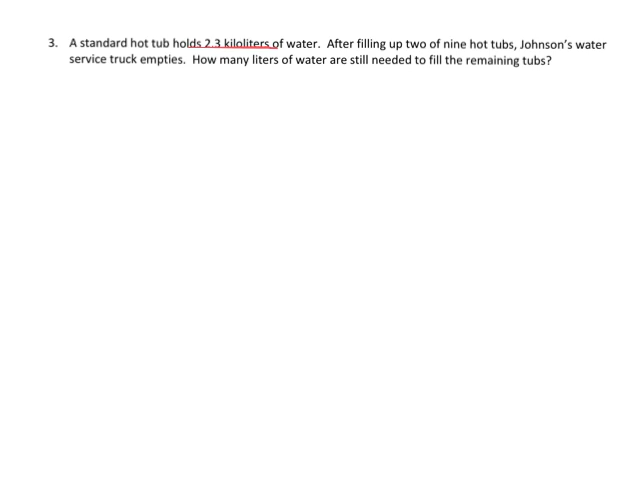 3. A standard hot tub holds 2.3 kiloliters of water. After filling up two of nine hot tubs, Johnson's water
service truck empties. How many liters of water are still needed to fill the remaining tubs?